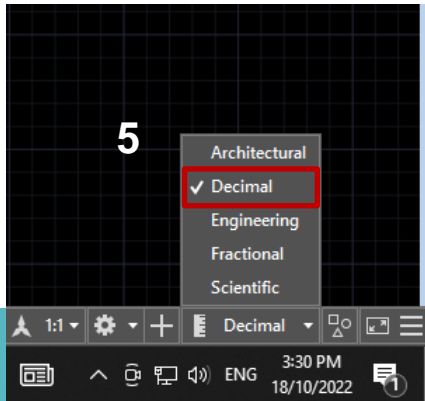 5
Architectural
Decimal
Engineering
Fractional
Scientific
1:1 Decimal
ENG 3:30 PM
18/10/2022
1